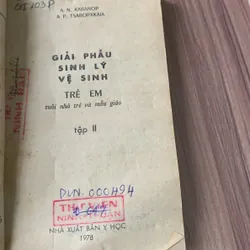 A. N. KABANOP
A. P. TSABOPXKAIA
GIẢI PHẪU
SINH LÝ
VỆ SINH
TRẺ EM
tuổi nhà trẻ và mẫu giáo
tập II
DVN. 000494
THƯ VIỆN
NHÀ XUẤT BẢN Y HỌC
1978